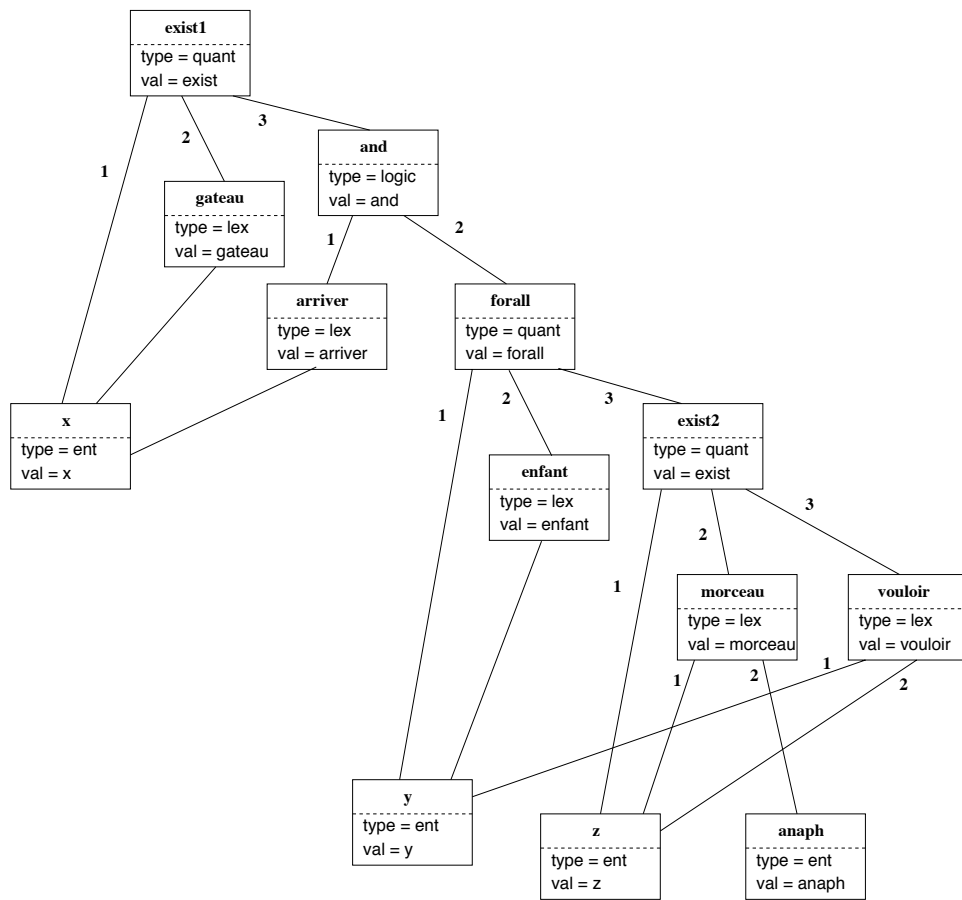 exist1
type = quant
val = exist
1
2
3
and
type = logic
val = and
gateau
type = lex
val = gateau
1
2
arriver
type = lex
val = arriver
forall
type = quant
val = forall
x
type = ent
val = x
1
2
3
exist2
type = quant
val = exist
enfant
type = lex
val = enfant
1
2
3
morceau
type = lex
val = morceau
vouloir
type = lex
val = vouloir
1
2
1
2
y
type = ent
val = y
z
type = ent
val = z
anaph
type = ent
val = anaph